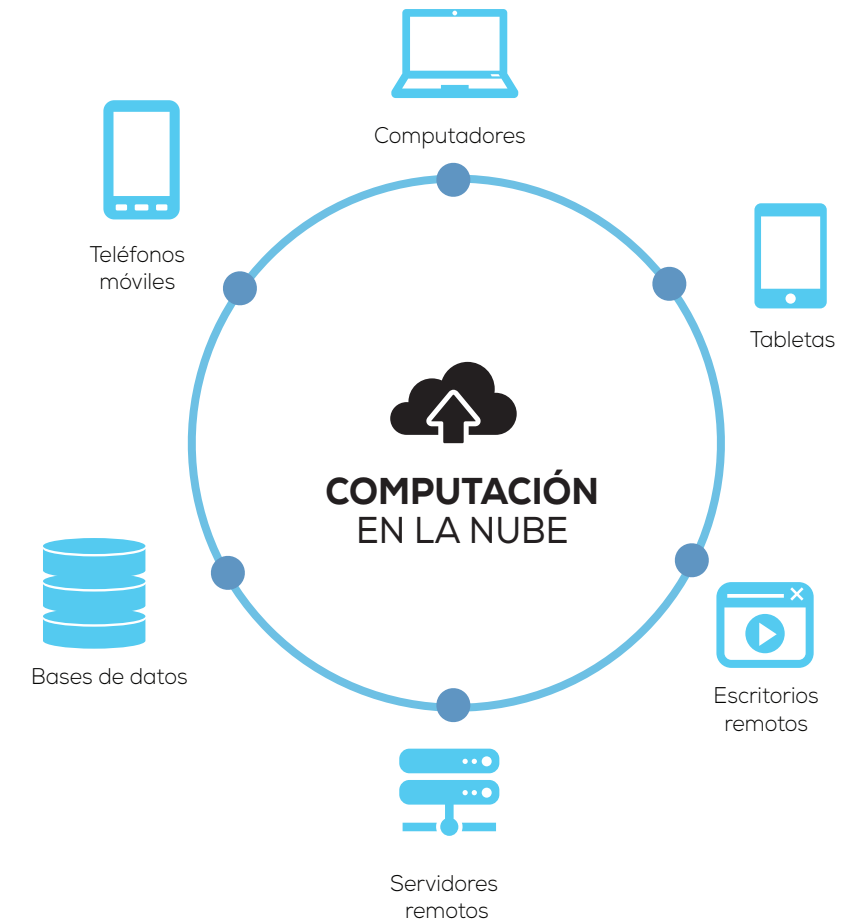 Computadores
Teléfonos
móviles
Tabletas
COMPUTACIÓN
EN LA NUBE
Bases de datos
Escritorios
remotos
Servidores
remotos